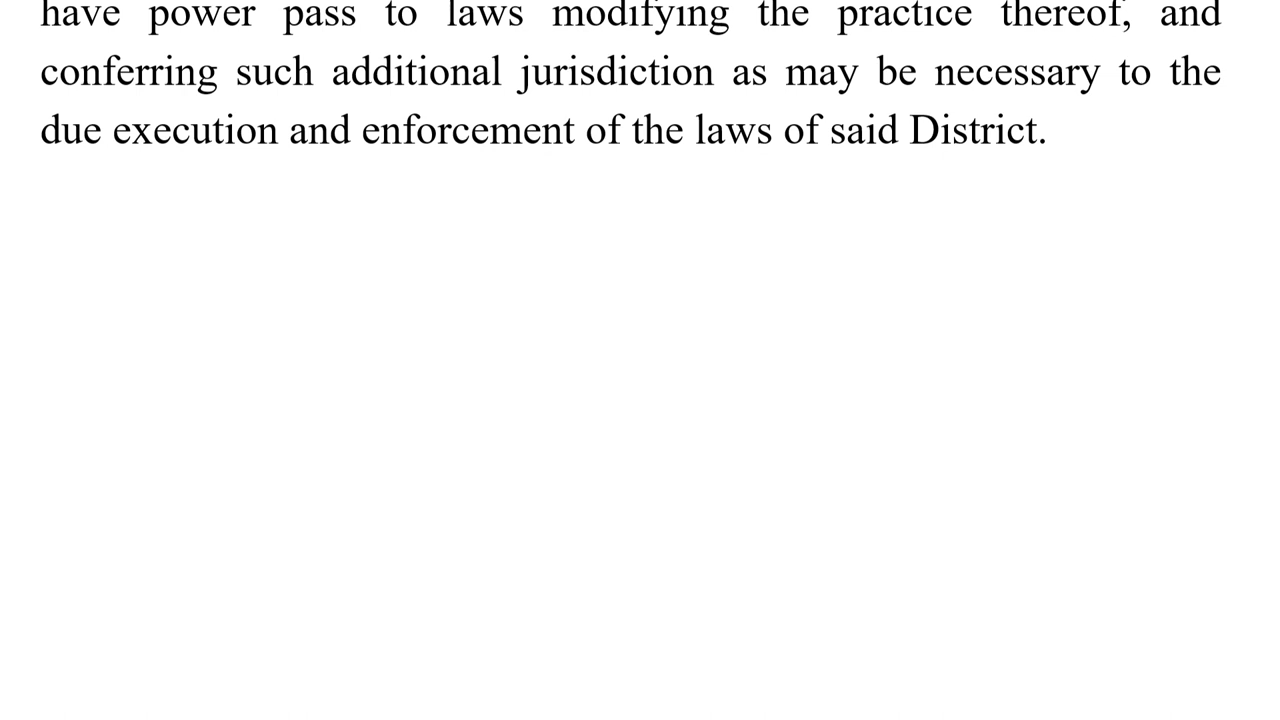 have power pass to laws modifying the practice thereof, and
conferring such additional jurisdiction as may be necessary to the
due execution and enforcement of the laws of said District.